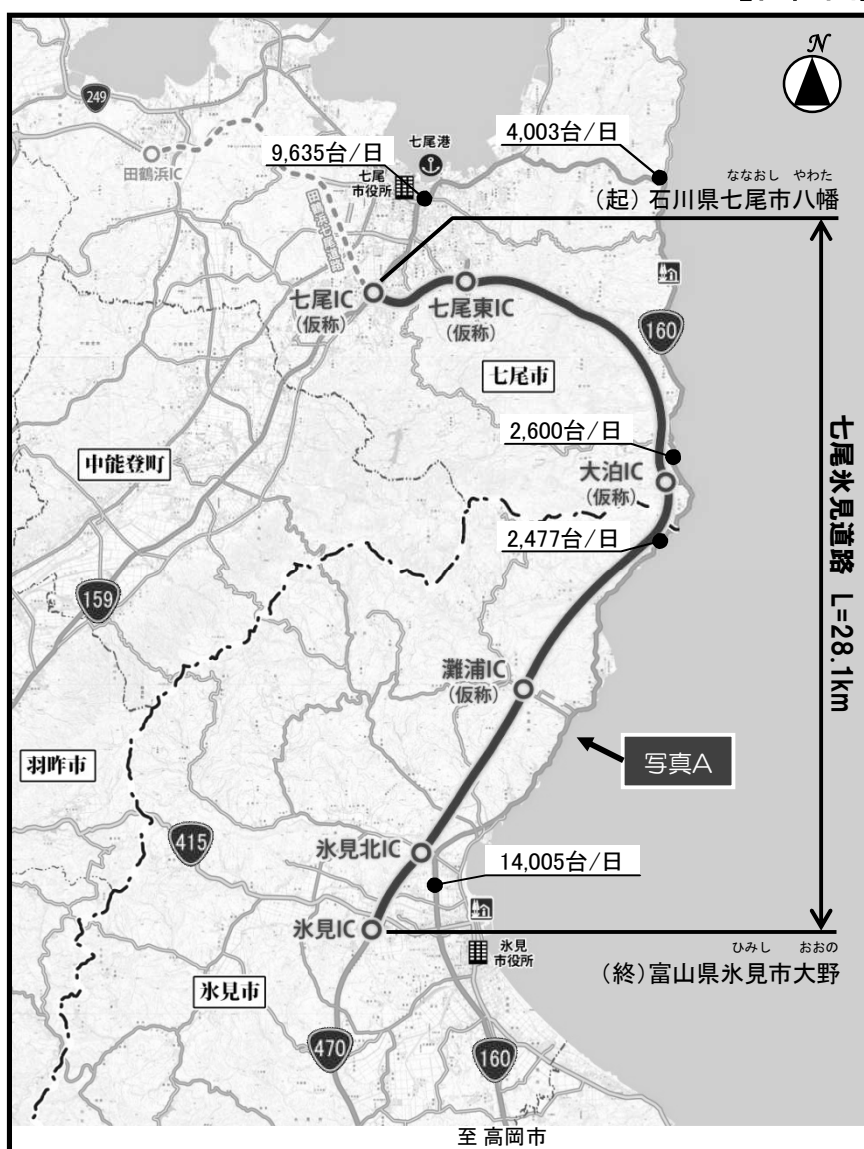 N
249
田鶴浜IC
9,635台/日
七尾港
七尾
市役所
4,003台/日
ななおし やわた
(起)石川県七尾市八幡
田鶴浜七尾道路
七尾IC
(仮称)
七尾東IC
(仮称)
160
七尾市
2,600台/日
中能登町
大泊IC
(仮称)
2,477台/日
七尾氷見道路 L=28.1km
159
灘浦IC
(仮称)
羽咋市
写真A
415
氷見北IC
14,005台/日
氷見IC
氷見
市役所
ひみし おおの
(終)富山県氷見市大野
氷見市
470
160
至 高岡市